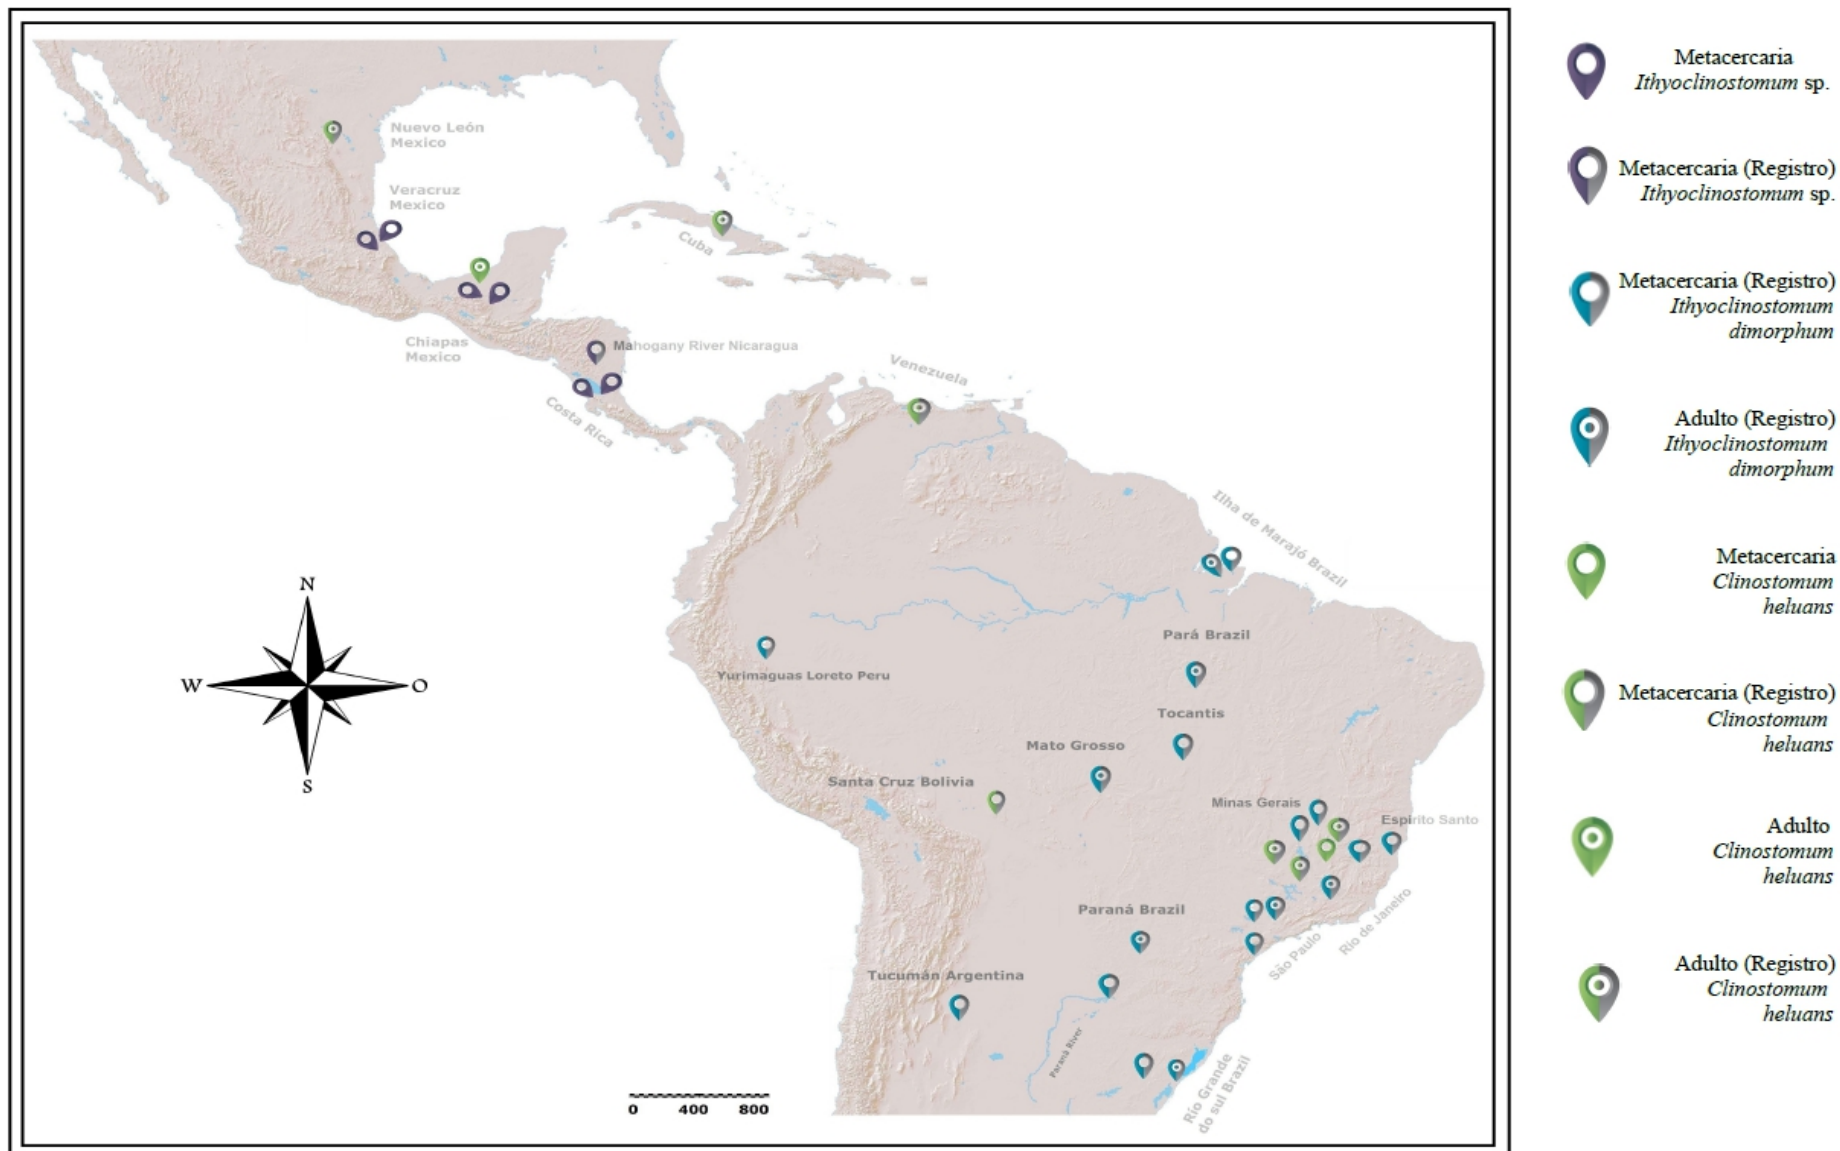 Nuevo León
Mexico
Veracruz
Mexico
Cuba
Chiapas
Mexico
Mahogany River Nicaragua
Costa Rica
Venezuela
Ilha de Marajó Brazil
Pará Brazil
Yurimaguas Loreto Peru
Tocantis
Mato Grosso
Santa Cruz Bolivia
Minas Gerais
Espirito Santo
Paraná Brazil
Rio de Janeiro
São Paulo
Tucumán Argentina
Paraná River
Río Grande
do sul Brazil
N
W
O
S
0 400 800
Metacercaria
Ithyoclinostomum sp.
Metacercaria (Registro)
Ithyoclinostomum sp.
Metacercaria (Registro)
Ithyoclinostomum
dimorphum
Adulto (Registro)
Ithyoclinostomum
dimorphum
Metacercaria
Clinostomum
heluans
Metacercaria (Registro)
Clinostomum
heluans
Adulto
Clinostomum
heluans
Adulto (Registro)
Clinostomum
heluans